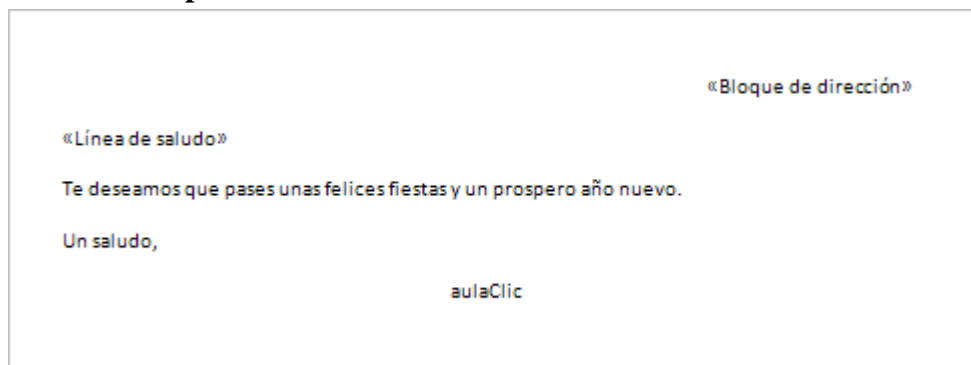 «Bloque de dirección»
«Línea de saludo»
Te deseamos que pases unas felices fiestas y un prospero año nuevo.
Un saludo,
aulaClic